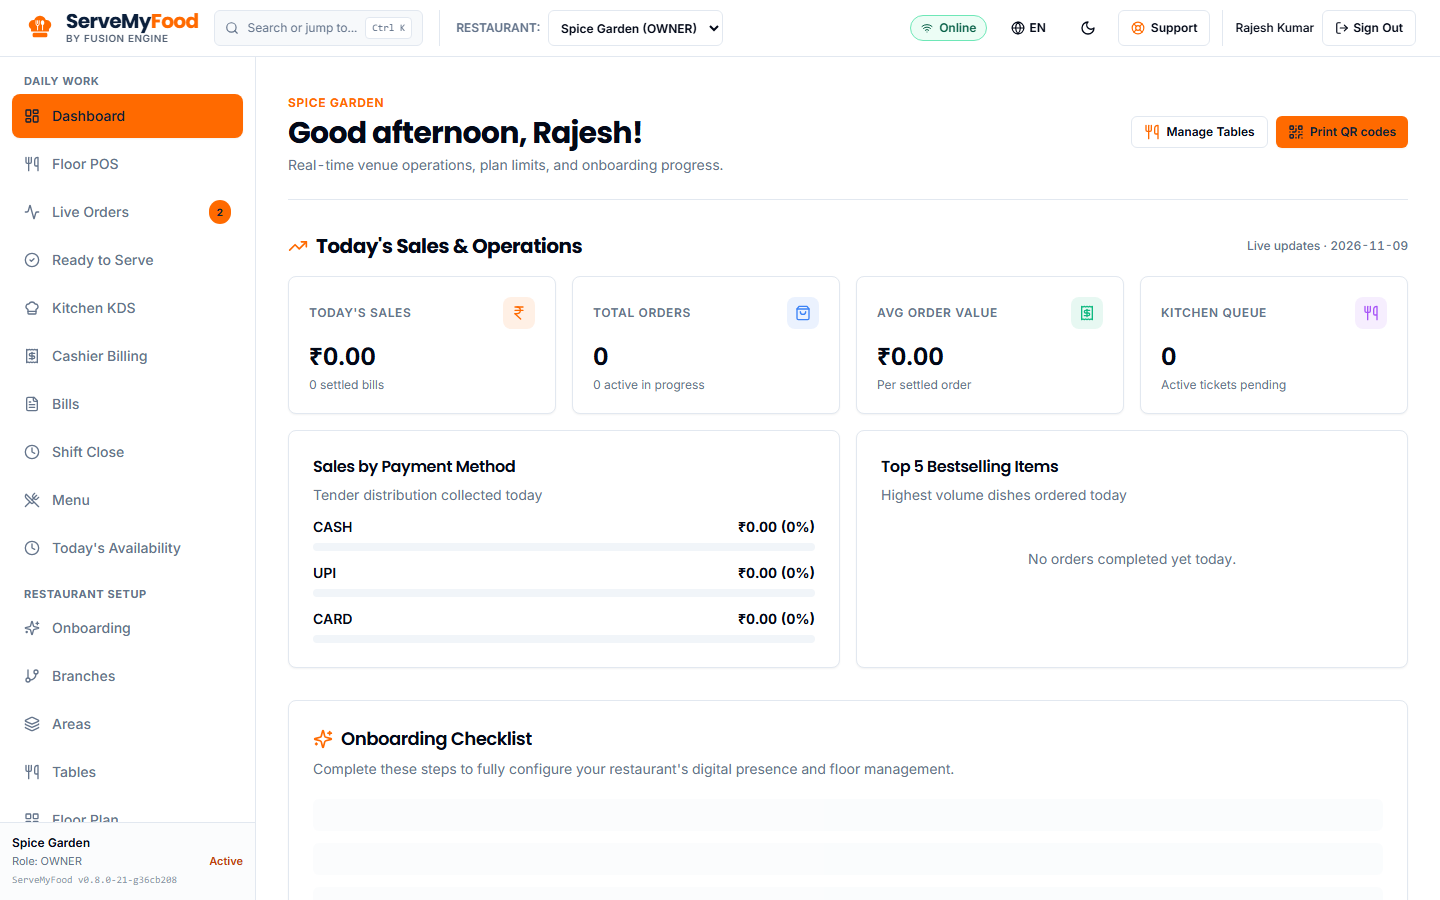 ServeMyFood
BY FUSION ENGINE
Search or jump to... Ctrl K
RESTAURANT: Spice Garden (OWNER)
Online
EN
Support
Rajesh Kumar
Sign Out
DAILY WORK
Dashboard
Floor POS
Live Orders 2
Ready to Serve
Kitchen KDS
Cashier Billing
Bills
Shift Close
Menu
Today's Availability
RESTAURANT SETUP
Onboarding
Branches
Areas
Tables
Floor Plan
Spice Garden
Role: OWNER Active
ServeMyFood v0.8.0-21-g36cb208
SPICE GARDEN
Good afternoon, Rajesh!
Real-time venue operations, plan limits, and onboarding progress.
Manage Tables
Print QR codes
Today's Sales & Operations
Live updates · 2026-11-09
TODAY'S SALES
₹0.00
0 settled bills
TOTAL ORDERS
0
0 active in progress
AVG ORDER VALUE
₹0.00
Per settled order
KITCHEN QUEUE
0
Active tickets pending
Sales by Payment Method
Tender distribution collected today
CASH ₹0.00 (0%)
UPI ₹0.00 (0%)
CARD ₹0.00 (0%)
Top 5 Bestselling Items
Highest volume dishes ordered today
No orders completed yet today.
Onboarding Checklist
Complete these steps to fully configure your restaurant's digital presence and floor management.